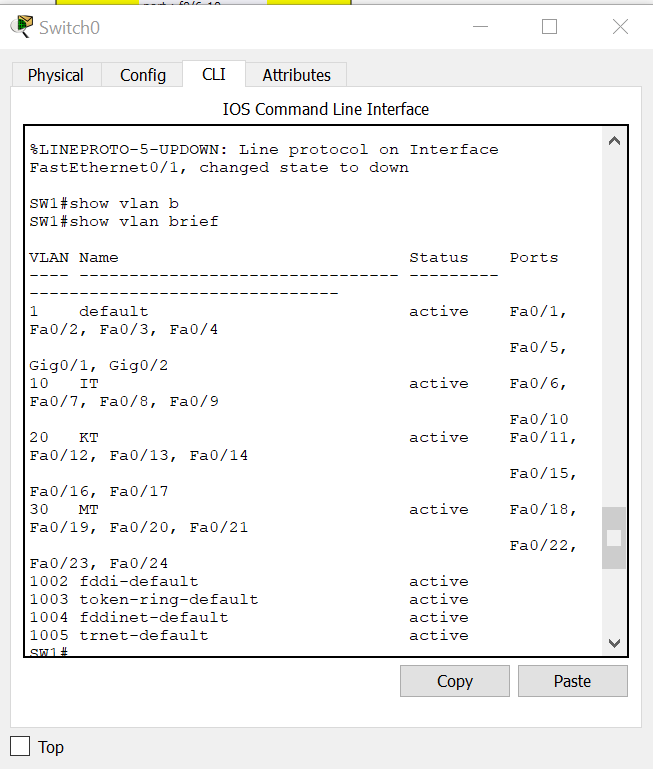 Switch0
Physical Config CLI Attributes
IOS Command Line Interface
%LINEPROTO-5-UPDOWN: Line protocol on Interface
FastEthernet0/1, changed state to down
SW1#show vlan b
SW1#show vlan brief
VLAN Name                             Status    Ports
---- -------------------------------- ---------
-------------------------------
1    default                          active    Fa0/1,
Fa0/2, Fa0/3, Fa0/4
                                                Fa0/5,
Gig0/1, Gig0/2
10   IT                               active    Fa0/6,
Fa0/7, Fa0/8, Fa0/9
                                                Fa0/10
20   KT                               active    Fa0/11,
Fa0/12, Fa0/13, Fa0/14
                                                Fa0/15,
Fa0/16, Fa0/17
30   MT                               active    Fa0/18,
Fa0/19, Fa0/20, Fa0/21
                                                Fa0/22,
Fa0/23, Fa0/24
1002 fddi-default                     active
1003 token-ring-default               active
1004 fddinet-default                  active
1005 trnet-default                    active
SW1#
Copy Paste
Top